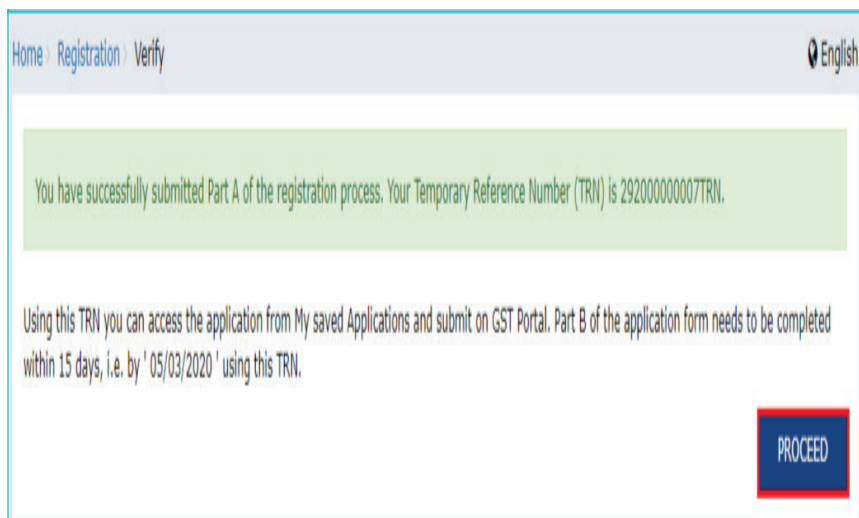 Home > Registration > Verify English
You have successfully submitted Part A of the registration process. Your Temporary Reference Number (TRN) is 292000000007TRN.
Using this TRN you can access the application from My saved Applications and submit on GST Portal. Part B of the application form needs to be completed
within 15 days, i.e. by ' 05/03/2020 ' using this TRN.
PROCEED